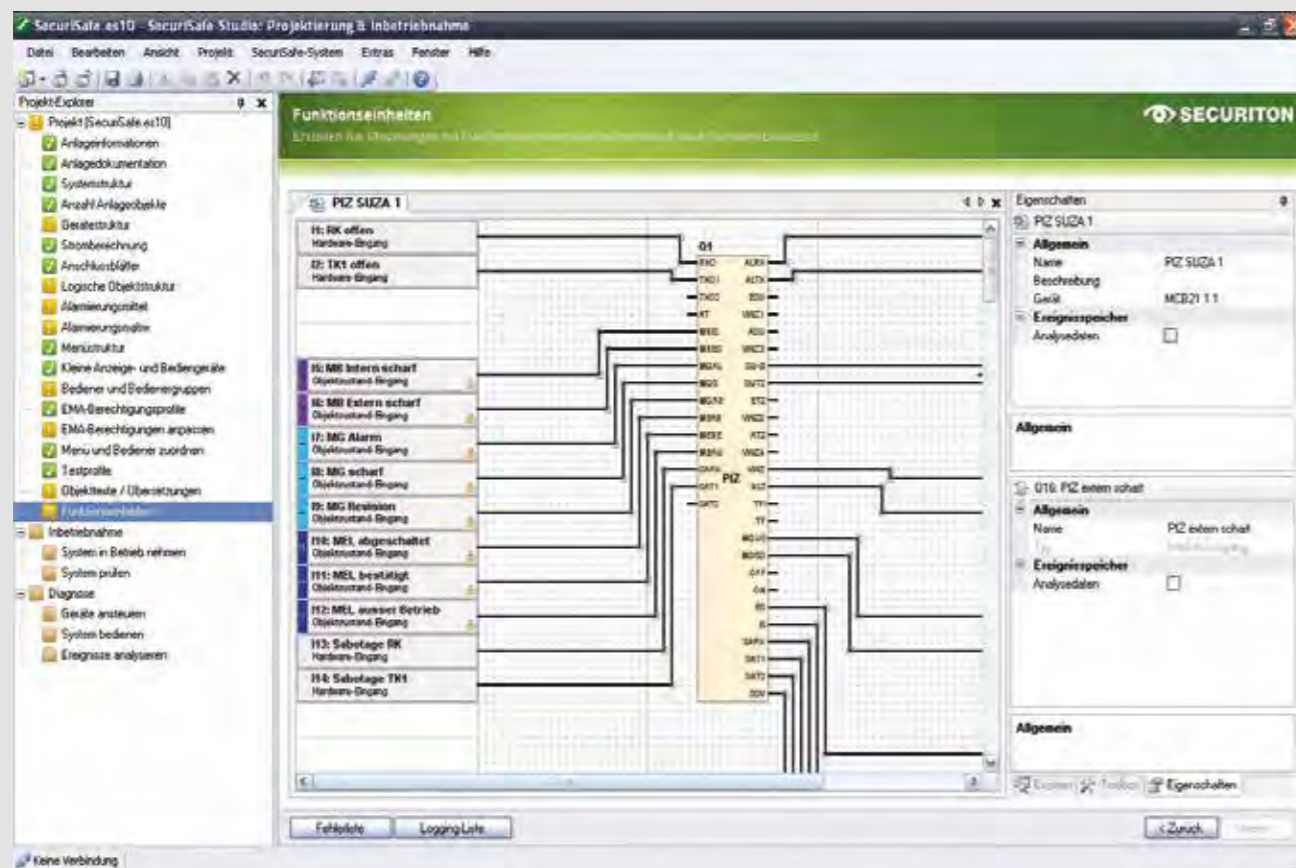 SecuriSafe es10 - SecuriSafe Studio: Projektierung & Inbetriebnahme
Datei Bearbeiten Ansicht Projekt SecuriSafe-System Extras Fenster Hilfe
Projekt-Explorer
Projekt [SecuriSafe es10]
Anlageinformationen
Anlagedokumentation
Systemstruktur
Anzahl Anlageobjekte
Gerätestruktur
Stromberechnung
Anschlussblätter
Logische Objektstruktur
Alarmierungsmittel
Alarmierungsmatrix
Menüstruktur
Kleine Anzeige- und Bediengeräte
Bediener und Bedienergruppen
EMA-Berechtigungsprofile
EMA-Berechtigungen anpassen
Menu und Bediener zuordnen
Testprofile
Objekttexte / Übersetzungen
Funktionseinheiten
Inbetriebnahme
System in Betrieb nehmen
System prüfen
Diagnose
Geräte ansteuern
System bedienen
Ereignisse analysieren
Funktionseinheiten
SECURITON
PIZ SUZA 1
I1: RK offen
Hardware-Eingang
I2: TK1 offen
Hardware-Eingang
I5: MB Intern scharf
Objektzustand-Eingang
I6: MB Extern scharf
Objektzustand-Eingang
I7: MG Alarm
Objektzustand-Eingang
I8: MG scharf
Objektzustand-Eingang
I9: MG Revision
Objektzustand-Eingang
I10: MEL abgeschaltet
Objektzustand-Eingang
I11: MEL bestätigt
Objektzustand-Eingang
I12: MEL ausser Betrieb
Objektzustand-Eingang
I13: Sabotage RK
Hardware-Eingang
I14: Sabotage TK1
Hardware-Eingang
G1
PIZ
Eigenschaften
PIZ SUZA 1
Allgemein
Name PIZ SUZA 1
Beschreibung
Gerät MCB21 1.1
Ereignisspeicher
Analysedaten
Allgemein
O16: PIZ extern scharf
Allgemein
Name PIZ extern scharf
Ereignisspeicher
Analysedaten
Allgemein
Eigenschaften
Fehlerliste Logging Liste
< Zurück
Keine Verbindung